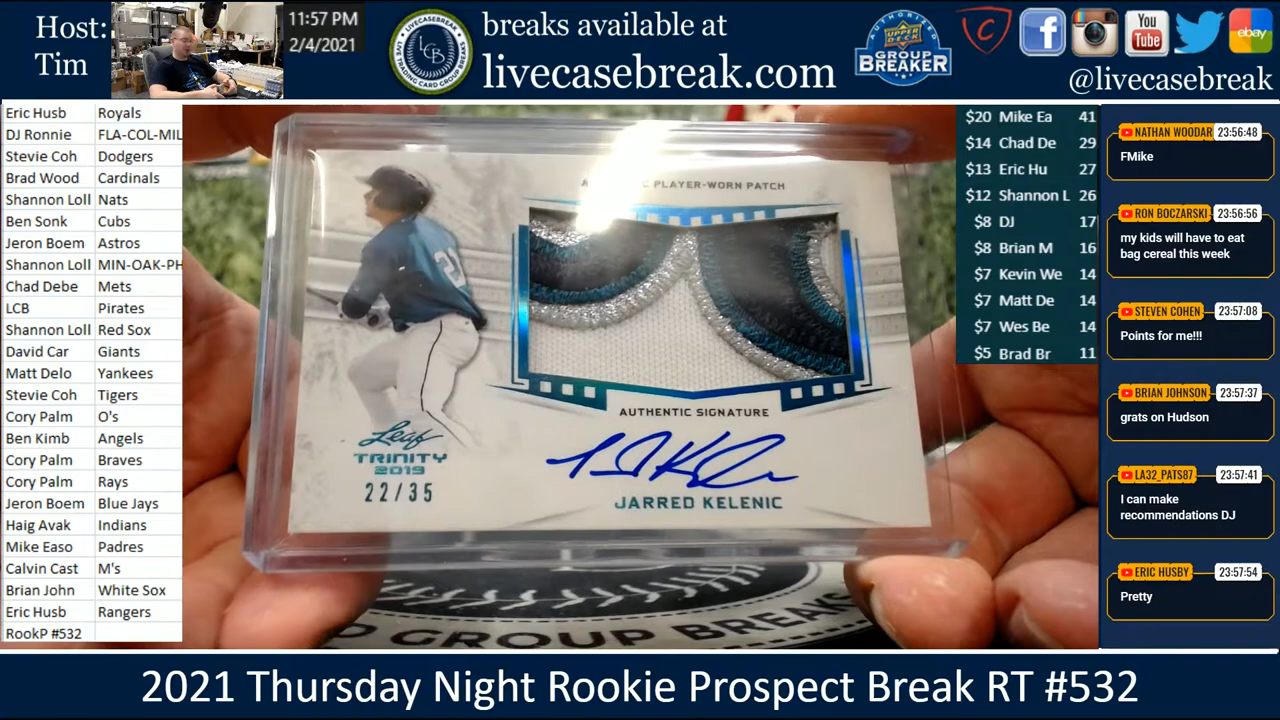 Host:
Tim
11:57 PM
2/4/2021
LIVECASEBREAK
LCB
breaks available at
livecasebreak.com
AUTHORIZED
UPPER DECK
GROUP
BREAKER
You
Tube
ebay
@livecasebreak
Eric Husb Royals
DJ Ronnie FLA-COL-MIL
Stevie Coh Dodgers
Brad Wood Cardinals
Shannon Loll Nats
Ben Sonk Cubs
Jeron Boem Astros
Shannon Loll MIN-OAK-PH
Chad Debe Mets
LCB Pirates
Shannon Loll Red Sox
David Car Giants
Matt Delo Yankees
Stevie Coh Tigers
Cory Palm O's
Ben Kimb Angels
Cory Palm Braves
Cory Palm Rays
Jeron Boem Blue Jays
Haig Avak Indians
Mike Easo Padres
Calvin Cast M's
Brian John White Sox
Eric Husb Rangers
RookP #532
PLAYER-WORN PATCH
AUTHENTIC SIGNATURE
JARRED KELENIC
Leaf
TRINITY
2019
22/35
GROUP BREAK
$20 Mike Ea 41
$14 Chad De 29
$13 Eric Hu 27
$12 Shannon L 26
$8 DJ 17
$8 Brian M 16
$7 Kevin We 14
$7 Matt De 14
$7 Wes Be 14
$5 Brad Br 11
NATHAN WOODAR 23:56:48
FMike
RON BOCZARSKI 23:56:56
my kids will have to eat
bag cereal this week
STEVEN COHEN 23:57:08
Points for me!!!
BRIAN JOHNSON 23:57:37
grats on Hudson
LA32_PATS87 23:57:41
I can make
recommendations DJ
ERIC HUSBY 23:57:54
Pretty
2021 Thursday Night Rookie Prospect Break RT #532